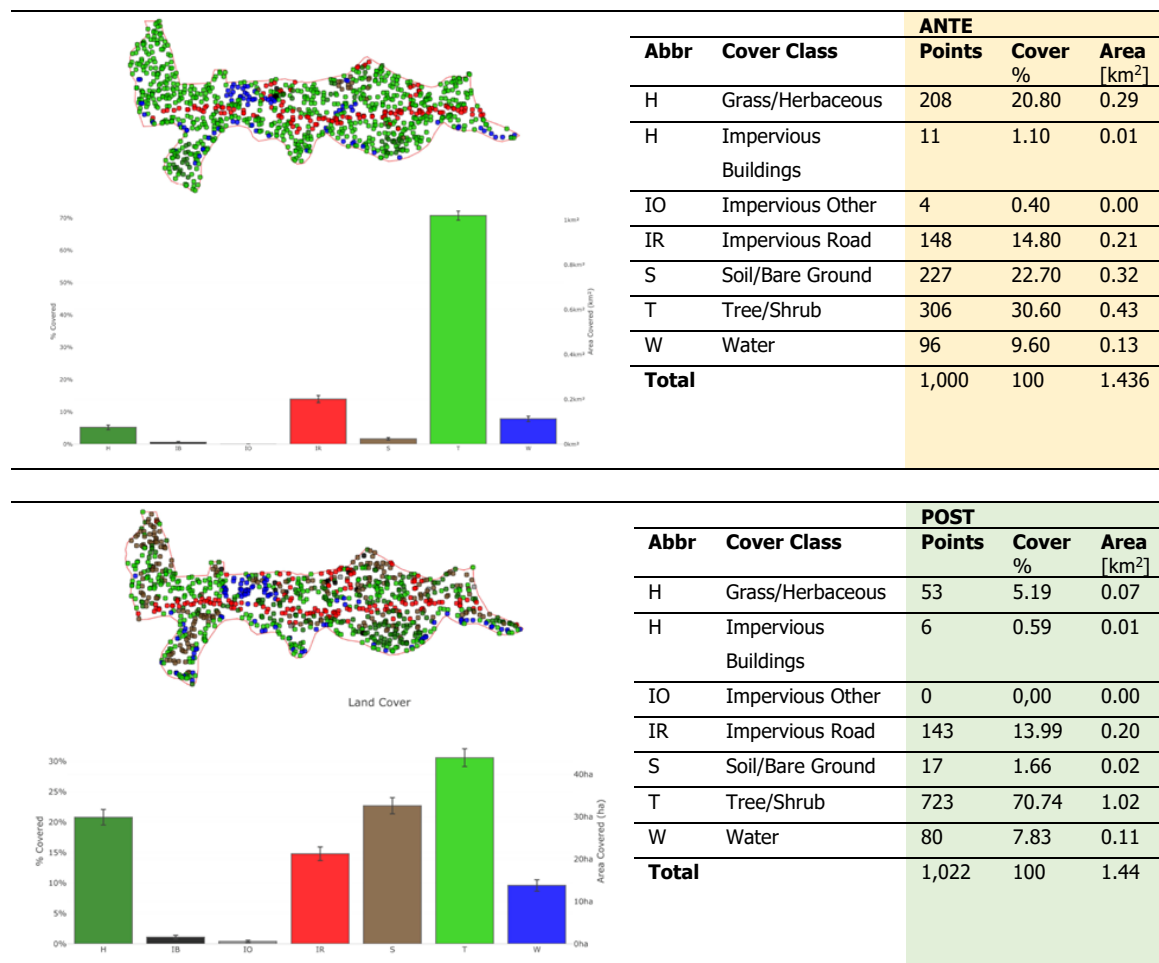 ANTE
Abbr Cover Class Points Cover Area
% [km²]
H Grass/Herbaceous 208 20.80 0.29
H Impervious 11 1.10 0.01
Buildings
IO Impervious Other 4 0.40 0.00
IR Impervious Road 148 14.80 0.21
S Soil/Bare Ground 227 22.70 0.32
T Tree/Shrub 306 30.60 0.43
W Water 96 9.60 0.13
Total 1,000 100 1.436
70%
60%
50%
40%
30%
20%
10%
0%
% Covered
1km²
0.8km²
0.6km²
0.4km²
0.2km²
0km²
Area Covered (km²)
H IB IO IR S T W
POST
Abbr Cover Class Points Cover Area
% [km²]
H Grass/Herbaceous 53 5.19 0.07
H Impervious 6 0.59 0.01
Buildings
IO Impervious Other 0 0,00 0.00
IR Impervious Road 143 13.99 0.20
S Soil/Bare Ground 17 1.66 0.02
T Tree/Shrub 723 70.74 1.02
W Water 80 7.83 0.11
Total 1,022 100 1.44
Land Cover
30%
25%
20%
15%
10%
5%
0%
% Covered
40ha
30ha
20ha
10ha
0ha
Area Covered (ha)
H IB IO IR S T W